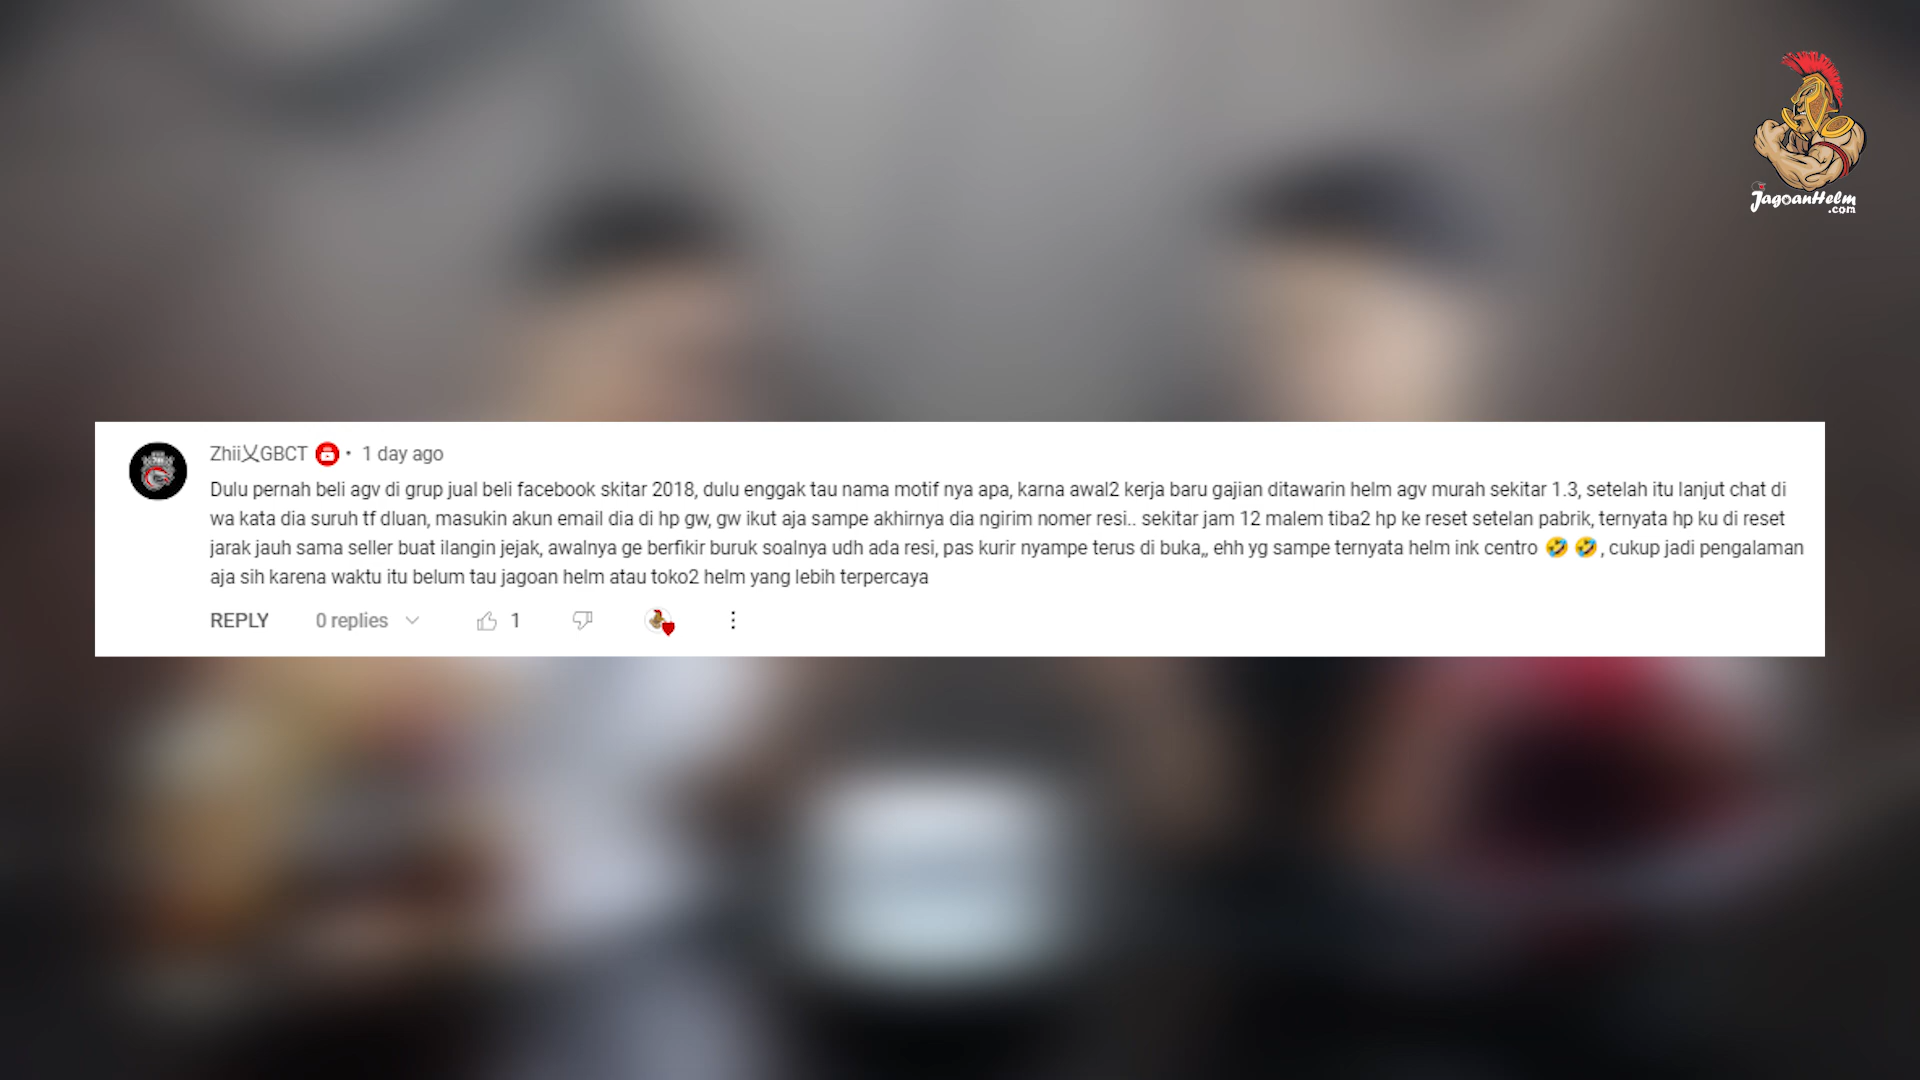 JagoanHelm
.com
Zhii乂GBCT • 1 day ago
Dulu pernah beli agv di grup jual beli facebook skitar 2018, dulu enggak tau nama motif nya apa, karna awal2 kerja baru gajian ditawarin helm agv murah sekitar 1.3, setelah itu lanjut chat di
wa kata dia suruh tf dluan, masukin akun email dia di hp gw, gw ikut aja sampe akhirnya dia ngirim nomer resi.. sekitar jam 12 malem tiba2 hp ke reset setelan pabrik, ternyata hp ku di reset
jarak jauh sama seller buat ilangin jejak, awalnya ge berfikir buruk soalnya udh ada resi, pas kurir nyampe terus di buka,, ehh yg sampe ternyata helm ink centro 🤣 🤣 , cukup jadi pengalaman
aja sih karena waktu itu belum tau jagoan helm atau toko2 helm yang lebih terpercaya
REPLY 0 replies 1